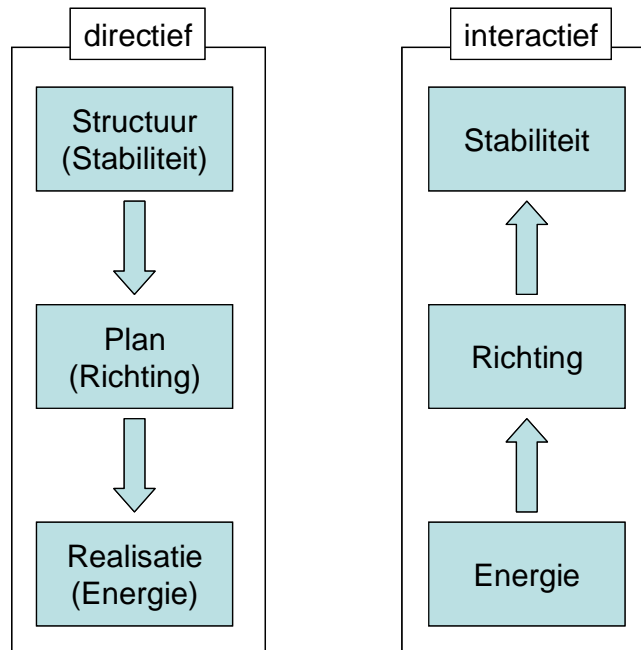 directief
Structuur
(Stabiliteit)
Plan
(Richting)
Realisatie
(Energie)
interactief
Stabiliteit
Richting
Energie